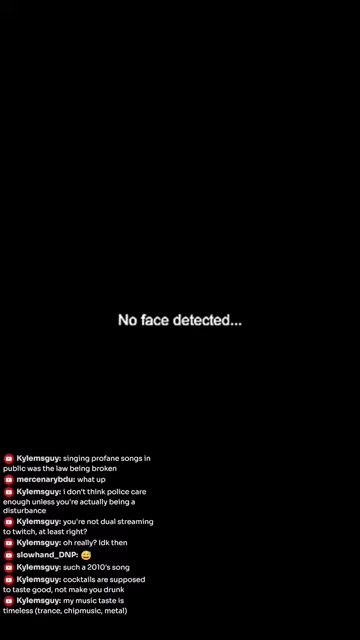 No face detected...
Kylemsguy: singing profane songs in
public was the law being broken
mercenarybdu: what up
Kylemsguy: i don't think police care
enough unless you're actually being a
disturbance
Kylemsguy: you're not dual streaming
to twitch, at least right?
Kylemsguy: oh really? Idk then
slowhand_DNP: 😅
Kylemsguy: such a 2010's song
Kylemsguy: cocktails are supposed
to taste good, not make you drunk
Kylemsguy: my music taste is
timeless (trance, chipmusic, metal)